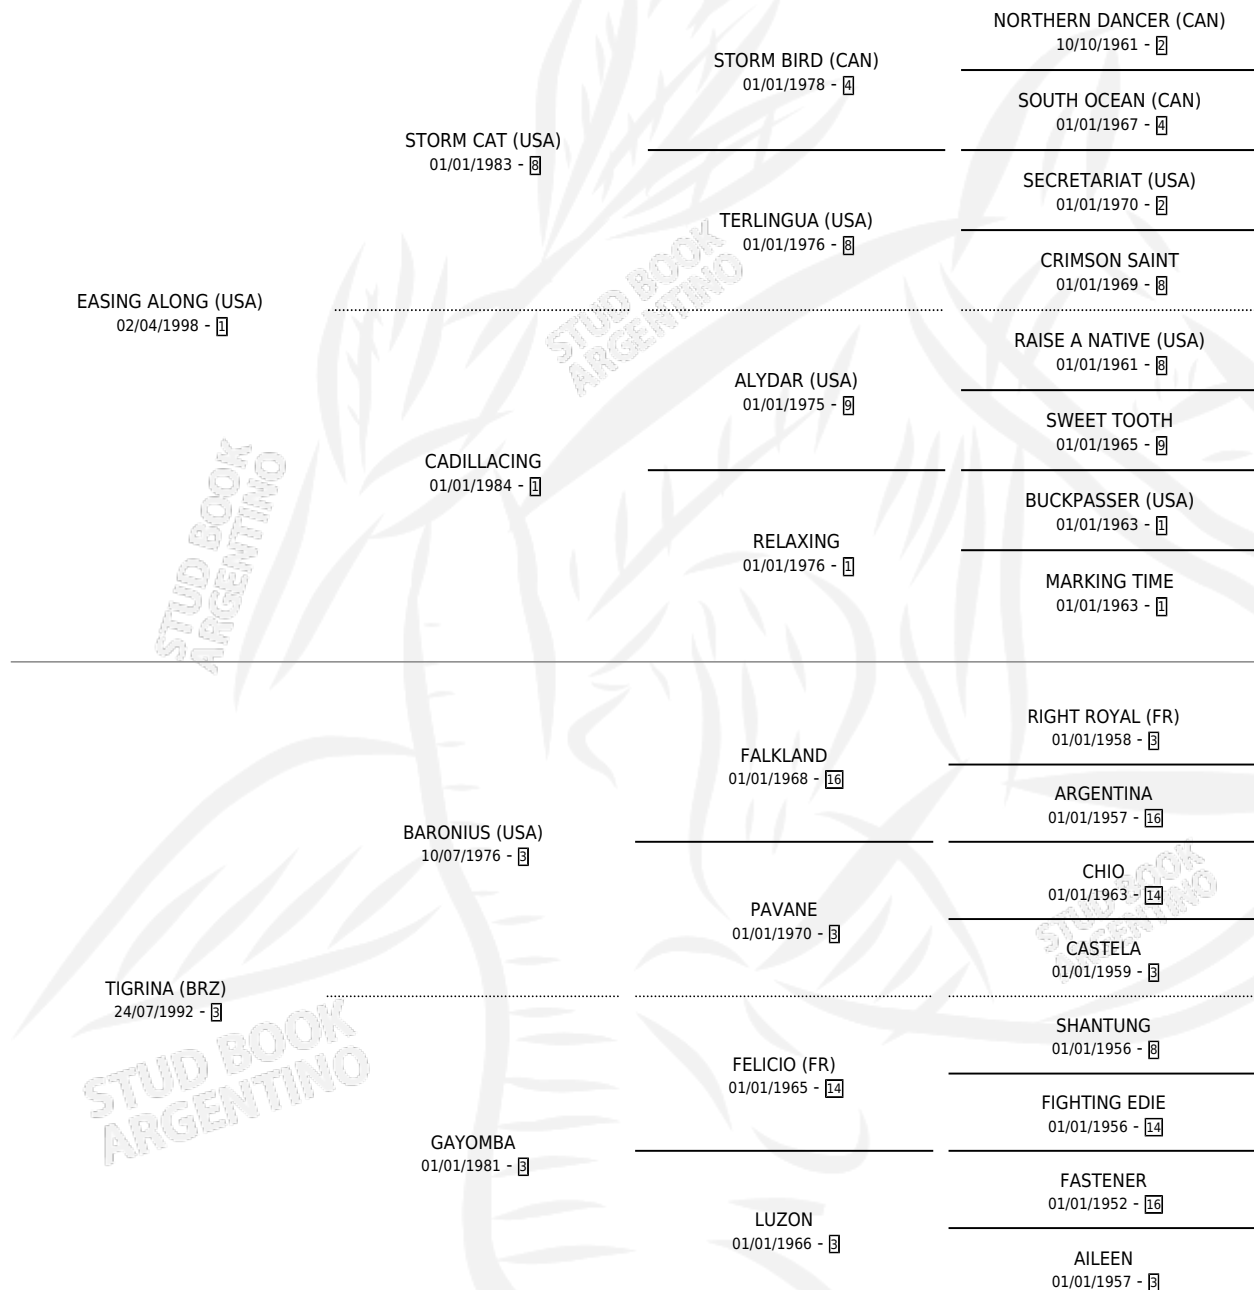 NORTHERN DANCER (CAN)
10/10/1961 - 2
STORM BIRD (CAN)
01/01/1978 - 4
SOUTH OCEAN (CAN)
01/01/1967 - 4
STORM CAT (USA)
01/01/1983 - 8
SECRETARIAT (USA)
01/01/1970 - 2
TERLINGUA (USA)
01/01/1976 - 8
CRIMSON SAINT
01/01/1969 - 8
EASING ALONG (USA)
02/04/1998 - 1
RAISE A NATIVE (USA)
01/01/1961 - 8
ALYDAR (USA)
01/01/1975 - 9
SWEET TOOTH
01/01/1965 - 9
CADILLACING
01/01/1984 - 1
BUCKPASSER (USA)
01/01/1963 - 1
RELAXING
01/01/1976 - 1
MARKING TIME
01/01/1963 - 1
RIGHT ROYAL (FR)
01/01/1958 - 3
FALKLAND
01/01/1968 - 16
ARGENTINA
01/01/1957 - 16
BARONIUS (USA)
10/07/1976 - 3
CHIO
01/01/1963 - 14
PAVANE
01/01/1970 - 3
CASTELA
01/01/1959 - 3
TIGRINA (BRZ)
24/07/1992 - 3
SHANTUNG
01/01/1956 - 8
FELICIO (FR)
01/01/1965 - 14
FIGHTING EDIE
01/01/1956 - 14
GAYOMBA
01/01/1981 - 3
FASTENER
01/01/1952 - 16
LUZON
01/01/1966 - 3
AILEEN
01/01/1957 - 3
STUD BOOK
ARGENTINO
STUD BOOK
ARGENTINO
STUD BOOK
ARGENTINO
STUD BOOK
ARGENTINO